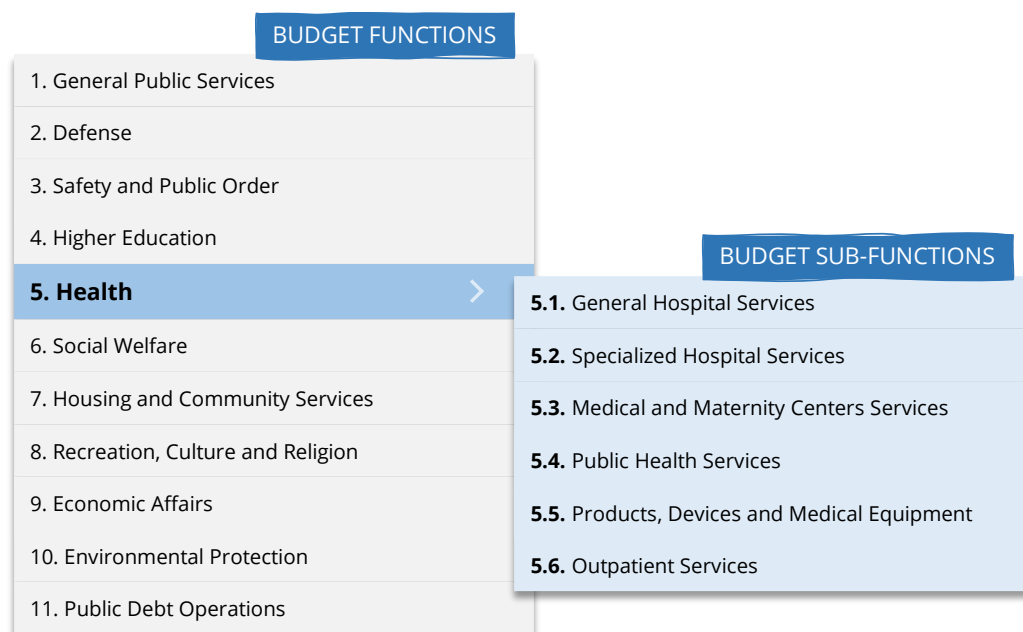 BUDGET FUNCTIONS
1. General Public Services
2. Defense
3. Safety and Public Order
4. Higher Education
5. Health
6. Social Welfare
7. Housing and Community Services
8. Recreation, Culture and Religion
9. Economic Affairs
10. Environmental Protection
11. Public Debt Operations
BUDGET SUB-FUNCTIONS
5.1. General Hospital Services
5.2. Specialized Hospital Services
5.3. Medical and Maternity Centers Services
5.4. Public Health Services
5.5. Products, Devices and Medical Equipment
5.6. Outpatient Services